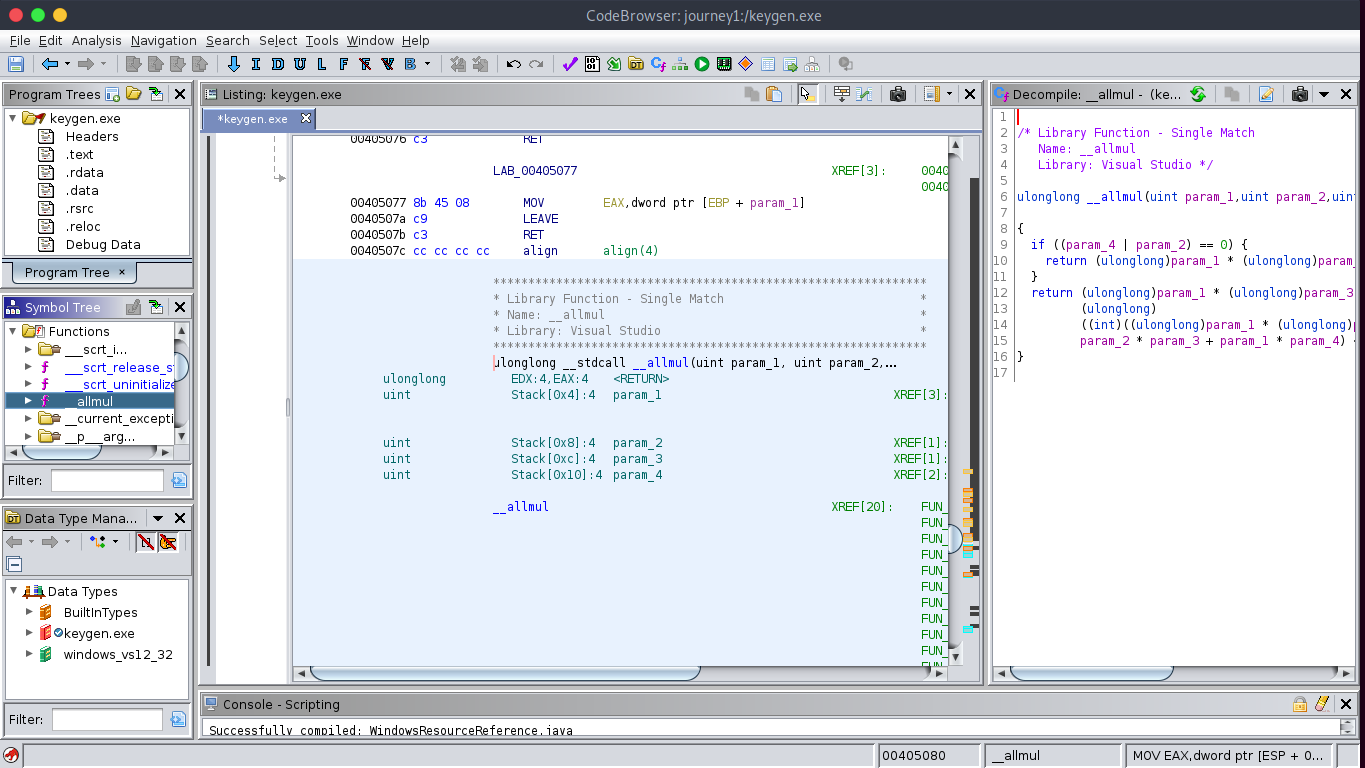 CodeBrowser: journey1:/keygen.exe
File Edit Analysis Navigation Search Select Tools Window Help
I D U L F B
Program Trees
keygen.exe
Headers
.text
.rdata
.data
.rsrc
.reloc
Debug Data
Program Tree ×
Symbol Tree
Functions
___scrt_i...
___scrt_release_s
___scrt_uninitialize
__allmul
__current_excepti
__p___arg...
Filter:
Data Type Mana...
Data Types
BuiltInTypes
keygen.exe
windows_vs12_32
Filter:
Listing: keygen.exe
*keygen.exe
00405076 c3 RET
LAB_00405077 XREF[3]: 0040
0040
00405077 8b 45 08 MOV EAX,dword ptr [EBP + param_1]
0040507a c9 LEAVE
0040507b c3 RET
0040507c cc cc cc cc align align(4)
**************************************************************
* Library Function - Single Match *
* Name: __allmul *
* Library: Visual Studio *
**************************************************************
ulonglong __stdcall __allmul(uint param_1, uint param_2,...
ulonglong EDX:4,EAX:4 <RETURN>
uint Stack[0x4]:4 param_1 XREF[3]:
uint Stack[0x8]:4 param_2 XREF[1]:
uint Stack[0xc]:4 param_3 XREF[1]:
uint Stack[0x10]:4 param_4 XREF[2]:
__allmul XREF[20]: FUN_
FUN_
FUN_
FUN_
FUN_
FUN_
FUN_
FUN_
FUN_
FUN_
FUN_
Decompile: __allmul - (ke...
1
2 /* Library Function - Single Match
3 Name: __allmul
4 Library: Visual Studio */
5
6 ulonglong __allmul(uint param_1,uint param_2,uin
7
8 {
9 if ((param_4 | param_2) == 0) {
10 return (ulonglong)param_1 * (ulonglong)param_
11 }
12 return (ulonglong)param_1 * (ulonglong)param_3
13 (ulonglong)
14 ((int)((ulonglong)param_1 * (ulonglong)p
15 param_2 * param_3 + param_1 * param_4)
16 }
17
Console - Scripting
Successfully compiled: WindowsResourceReference.java
00405080 __allmul MOV EAX,dword ptr [ESP + 0...